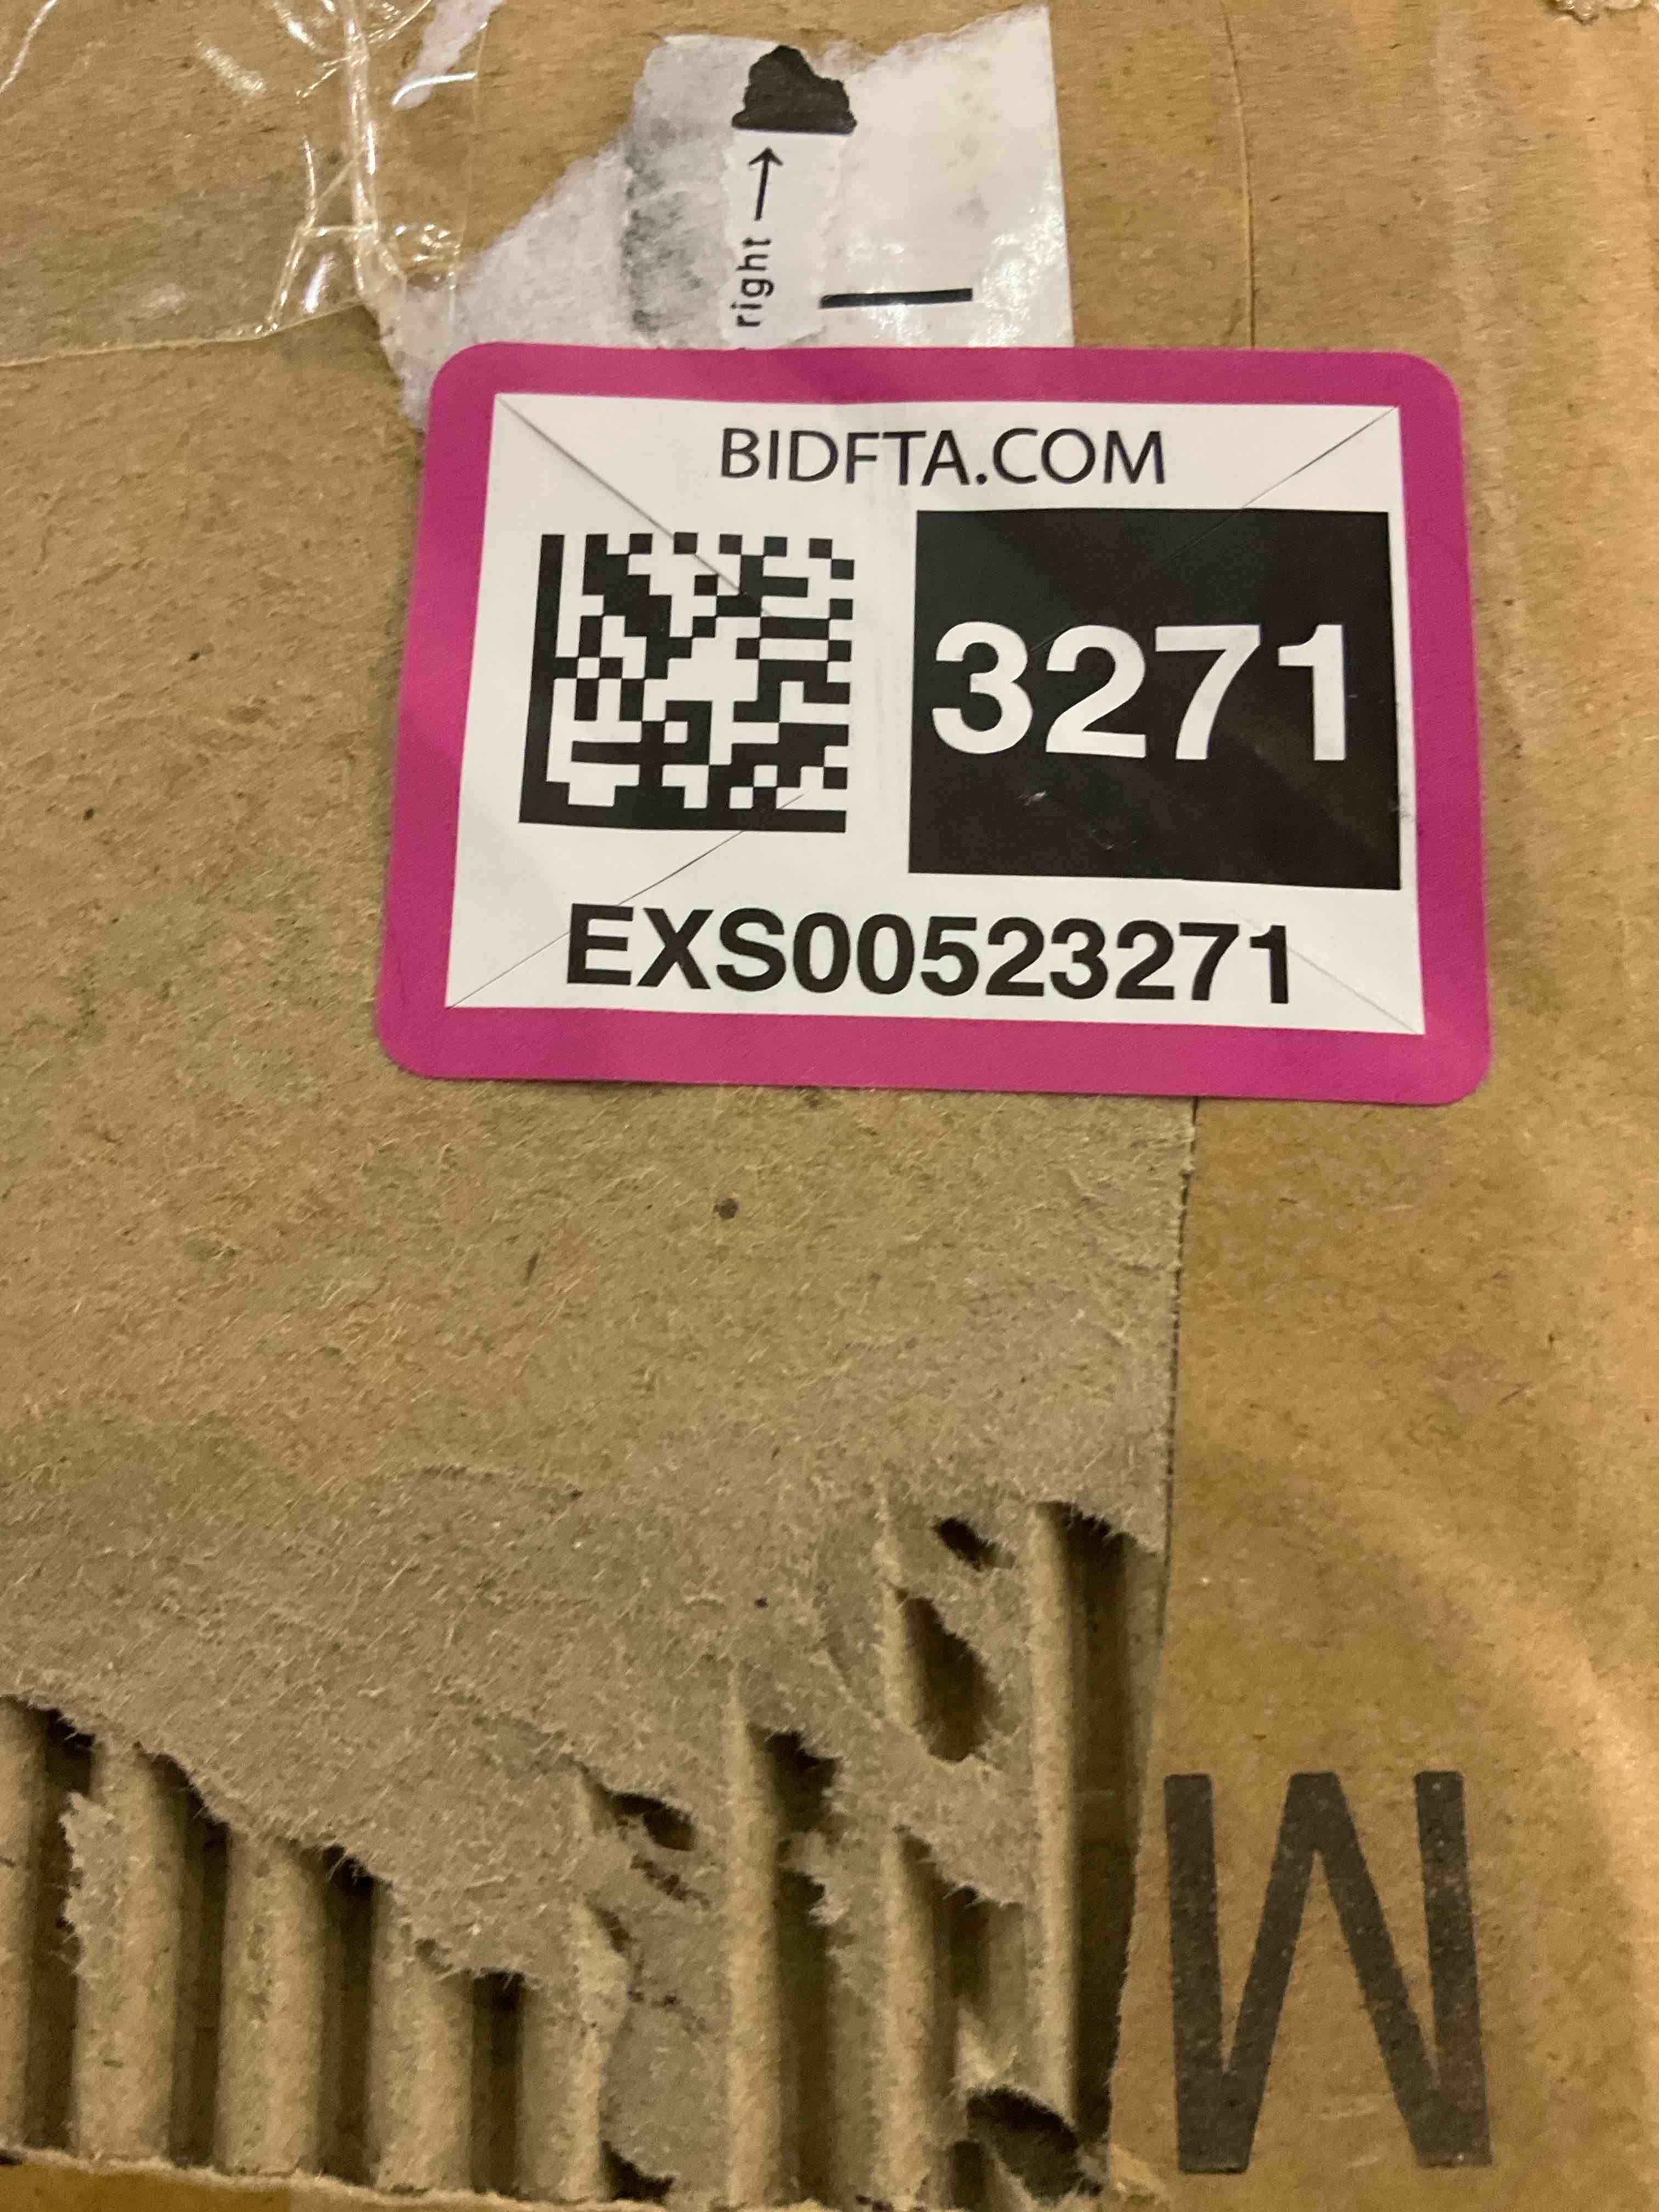 right →
BIDFTA.COM
3271
EXS00523271
W